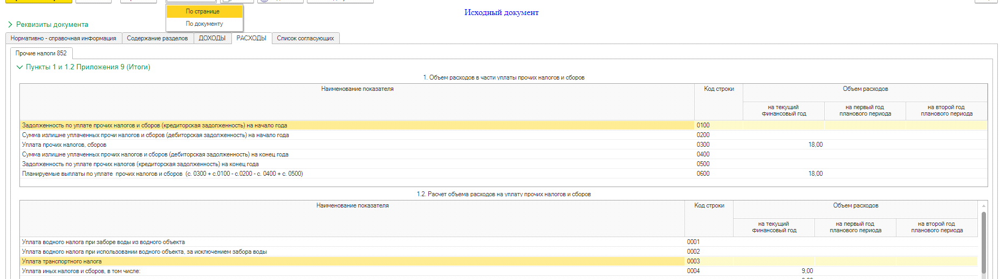 По странице
По документу
Исходный документ
Реквизиты документа
Нормативно - справочная информация Содержание разделов ДОХОДЫ РАСХОДЫ Список согласующих
Прочие налоги 852
Пункты 1 и 1.2 Приложения 9 (Итоги)
1. Объем расходов в части уплаты прочих налогов и сборов
Наименование показателя Код строки Объем расходов
на текущий на первый год на второй год
финансовый год планового периода планового периода
Задолженность по уплате прочих налогов и сборов (кредиторская задолженность) на начало года 0100
Сумма излишне уплаченных прочи налогов и сборов (дебиторская задолженность) на начало года 0200
Уплата прочих налогов, сборов 0300 18,00
Сумма излишне уплаченных прочих налогов и сборов (дебиторская задолженность) на конец года 0400
Задолженность по уплате прочих налогов (кредиторская задолженность) на конец года 0500
Планируемые выплаты по уплате прочих налогов и сборов (с. 0300 + с.0100 - с.0200 - с. 0400 + с. 0500) 0600 18,00
1.2. Расчет объема расходов на уплату прочих налогов и сборов
Наименование показателя Код строки Объем расходов
на текущий на первый год на второй год
финансовый год планового периода планового периода
Уплата водного налога при заборе воды из водного объекта 0001
Уплата водного налога при использовании водного объекта, за исключением забора воды 0002
Уплата транспортного налога 0003
Уплата иных налогов и сборов, в том числе: 0004 9,00